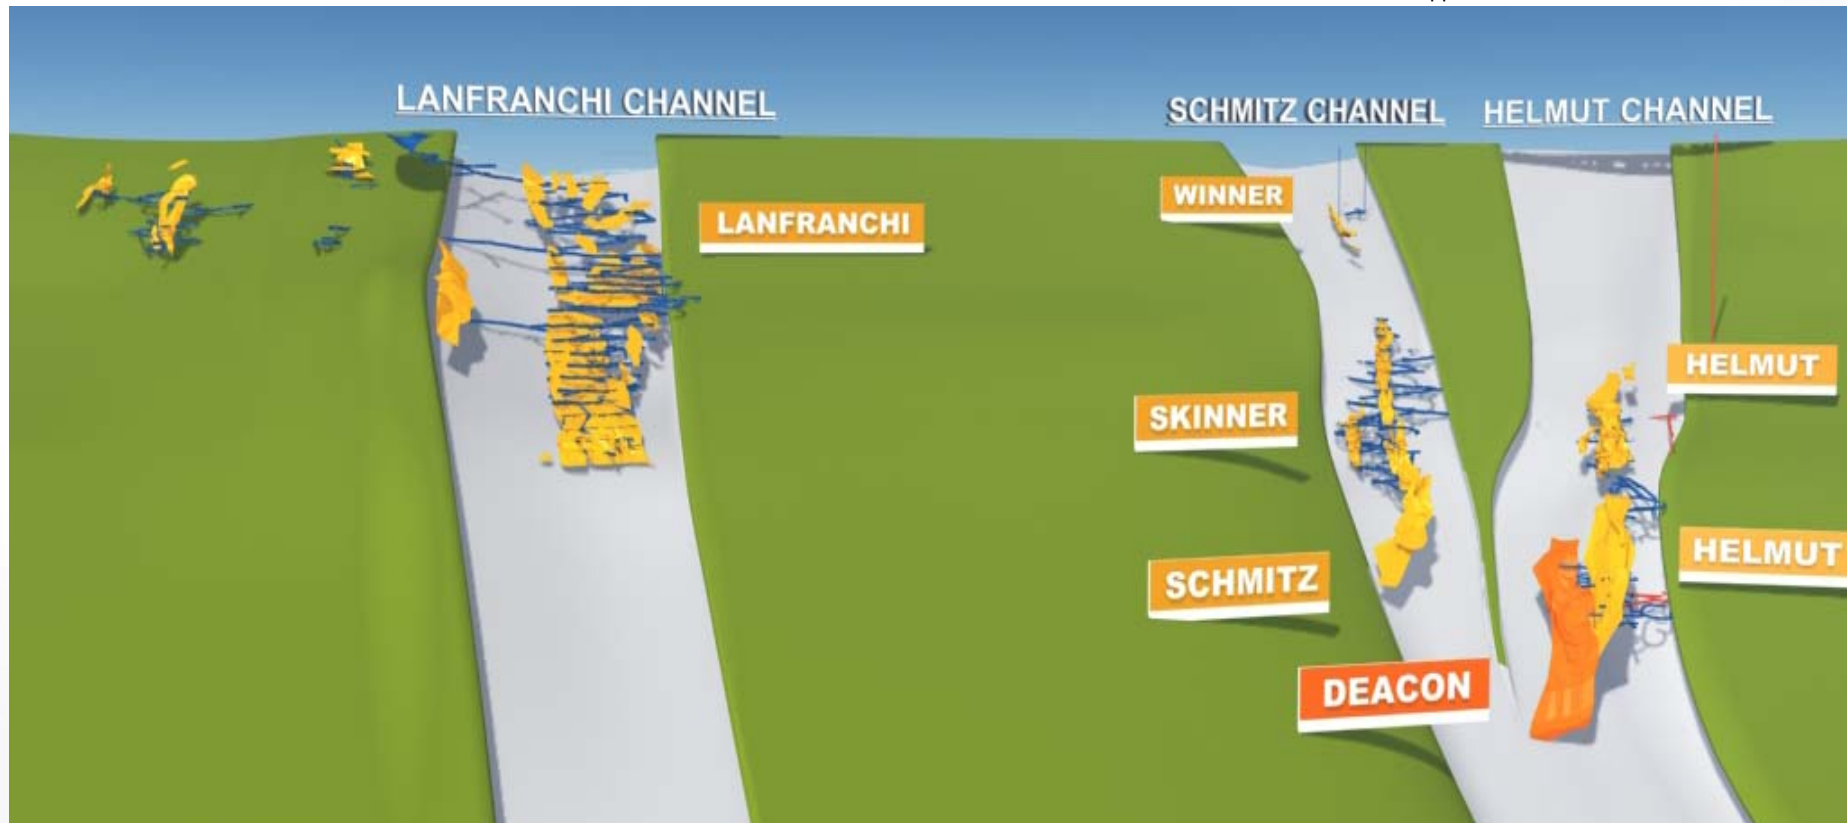 LANFRANCHI CHANNEL
SCHMITZ CHANNEL
HELMUT CHANNEL
WINNER
LANFRANCHI
HELMUT
SKINNER
HELMUT
SCHMITZ
DEACON